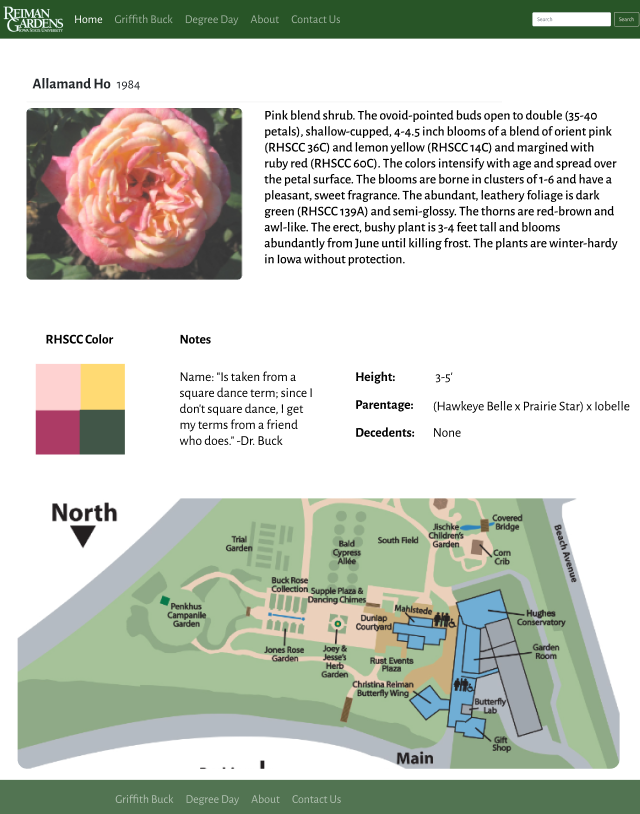 REIMAN
GARDENS
IOWA STATE UNIVERSITY
Home Griffith Buck Degree Day About Contact Us
Search Search
Allamand Ho 1984
Pink blend shrub. The ovoid-pointed buds open to double (35-40
petals), shallow-cupped, 4-4.5 inch blooms of a blend of orient pink
(RHSCC 36C) and lemon yellow (RHSCC 14C) and margined with
ruby red (RHSCC 60C). The colors intensify with age and spread over
the petal surface. The blooms are borne in clusters of 1-6 and have a
pleasant, sweet fragrance. The abundant, leathery foliage is dark
green (RHSCC 139A) and semi-glossy. The thorns are red-brown and
awl-like. The erect, bushy plant is 3-4 feet tall and blooms
abundantly from June until killing frost. The plants are winter-hardy
in Iowa without protection.
RHSCC Color
Notes
Name: "Is taken from a
square dance term; since I
don't square dance, I get
my terms from a friend
who does." -Dr. Buck
Height: 3-5'
Parentage: (Hawkeye Belle x Prairie Star) x Iobelle
Decedents: None
North
Trial
Garden
Bald
Cypress
Allée
South Field
Jischke
Children's
Garden
Covered
Bridge
Corn
Crib
Beach Avenue
Buck Rose
Collection
Supple Plaza &
Dancing Chimes
Penkhus
Campanile
Garden
Dunlap
Courtyard
Mahlstede
Hughes
Conservatory
Jones Rose
Garden
Joey &
Jesse's
Herb
Garden
Rust Events
Plaza
Garden
Room
Christina Reiman
Butterfly Wing
Butterfly
Lab
Gift
Shop
Main
Griffith Buck Degree Day About Contact Us